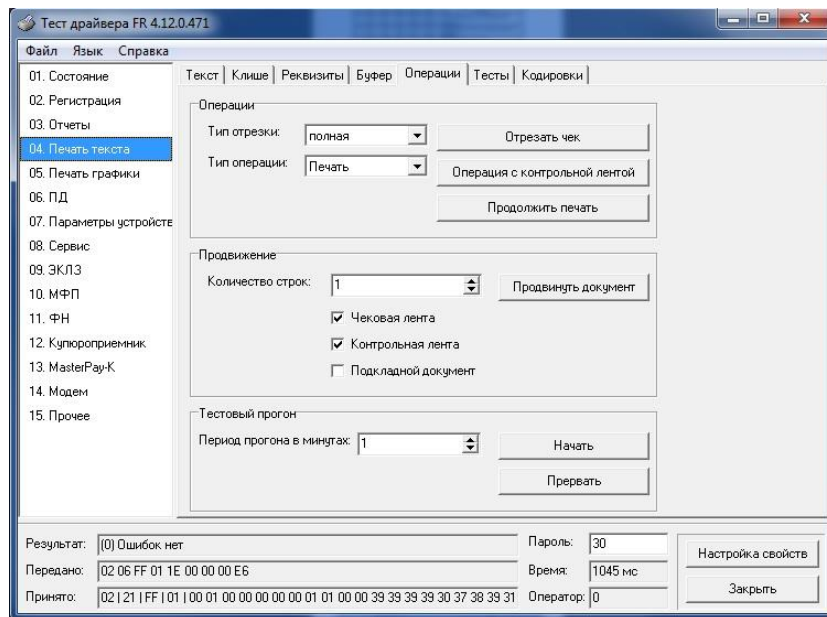 Тест драйвера FR 4.12.0.471
Файл Язык Справка
01. Состояние
02. Регистрация
03. Отчеты
04. Печать текста
05. Печать графики
06. ПД
07. Параметры устройств
08. Сервис
09. ЭКЛЗ
10. МФП
11. ФН
12. Купюроприемник
13. MasterPay-K
14. Модем
15. Прочее
Текст Клише Реквизиты Буфер Операции Тесты Кодировки
Операции
Тип отрезки: полная Отрезать чек
Тип операции: Печать Операция с контрольной лентой
Продолжить печать
Продвижение
Количество строк: 1 Продвинуть документ
Чековая лента
Контрольная лента
Подкладной документ
Тестовый прогон
Период прогона в минутах: 1 Начать
Прервать
Результат: (0) Ошибок нет
Передано: 02 06 FF 01 1E 00 00 00 E6
Принято: 02 | 21 | FF | 01 | 00 01 00 00 00 00 00 00 01 01 00 00 39 39 39 39 30 37 38 39 31
Пароль: 30
Время: 1045 мс
Оператор: 0
Настройка свойств
Закрыть